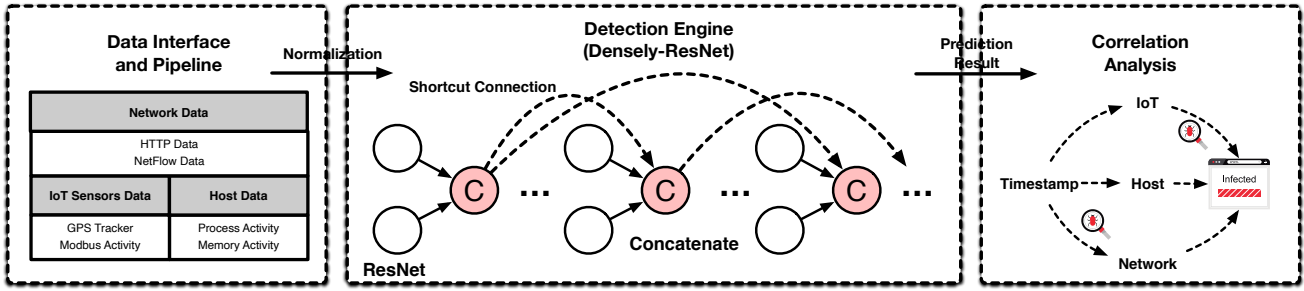 Data Interface
and Pipeline
Network Data
HTTP Data
NetFlow Data
IoT Sensors Data
Host Data
GPS Tracker
Modbus Activity
Process Activity
Memory Activity
Normalization
Detection Engine
(Densely-ResNet)
Shortcut Connection
C
...
C
...
C
...
Concatenate
ResNet
Prediction
Result
Correlation
Analysis
IoT
Timestamp
Host
Infected
Network